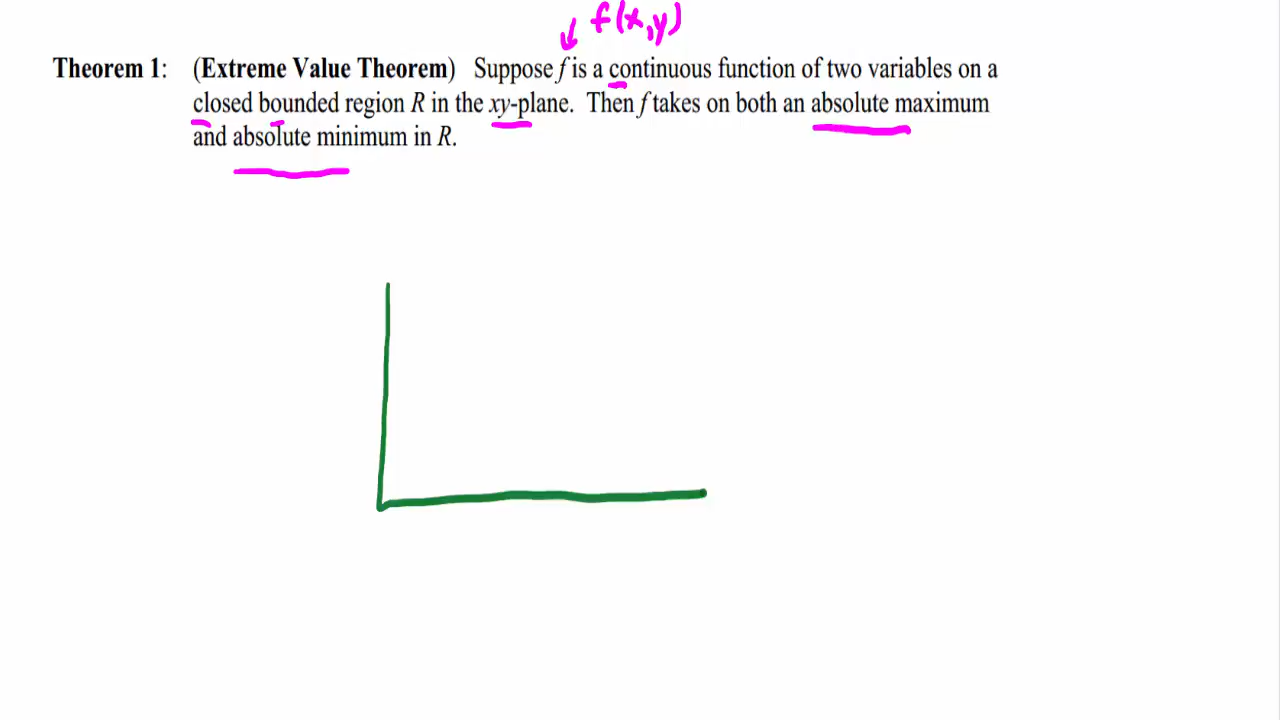 f(x,y)
Theorem 1: (Extreme Value Theorem) Suppose f is a continuous function of two variables on a
closed bounded region R in the xy-plane. Then f takes on both an absolute maximum
and absolute minimum in R.